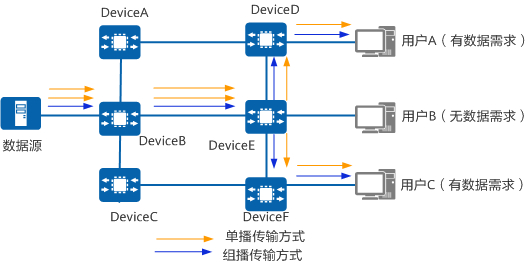 DeviceA
DeviceD
用户A（有数据需求）
数据源
DeviceB
DeviceE
用户B（无数据需求）
DeviceC
DeviceF
用户C（有数据需求）
单播传输方式
组播传输方式